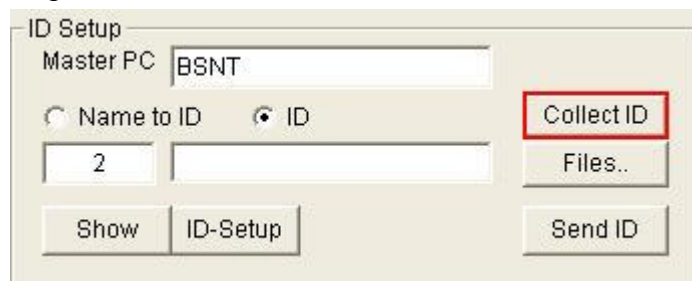 ID Setup
Master PC BSNT
Name to ID ID Collect ID
2 Files..
Show ID-Setup Send ID